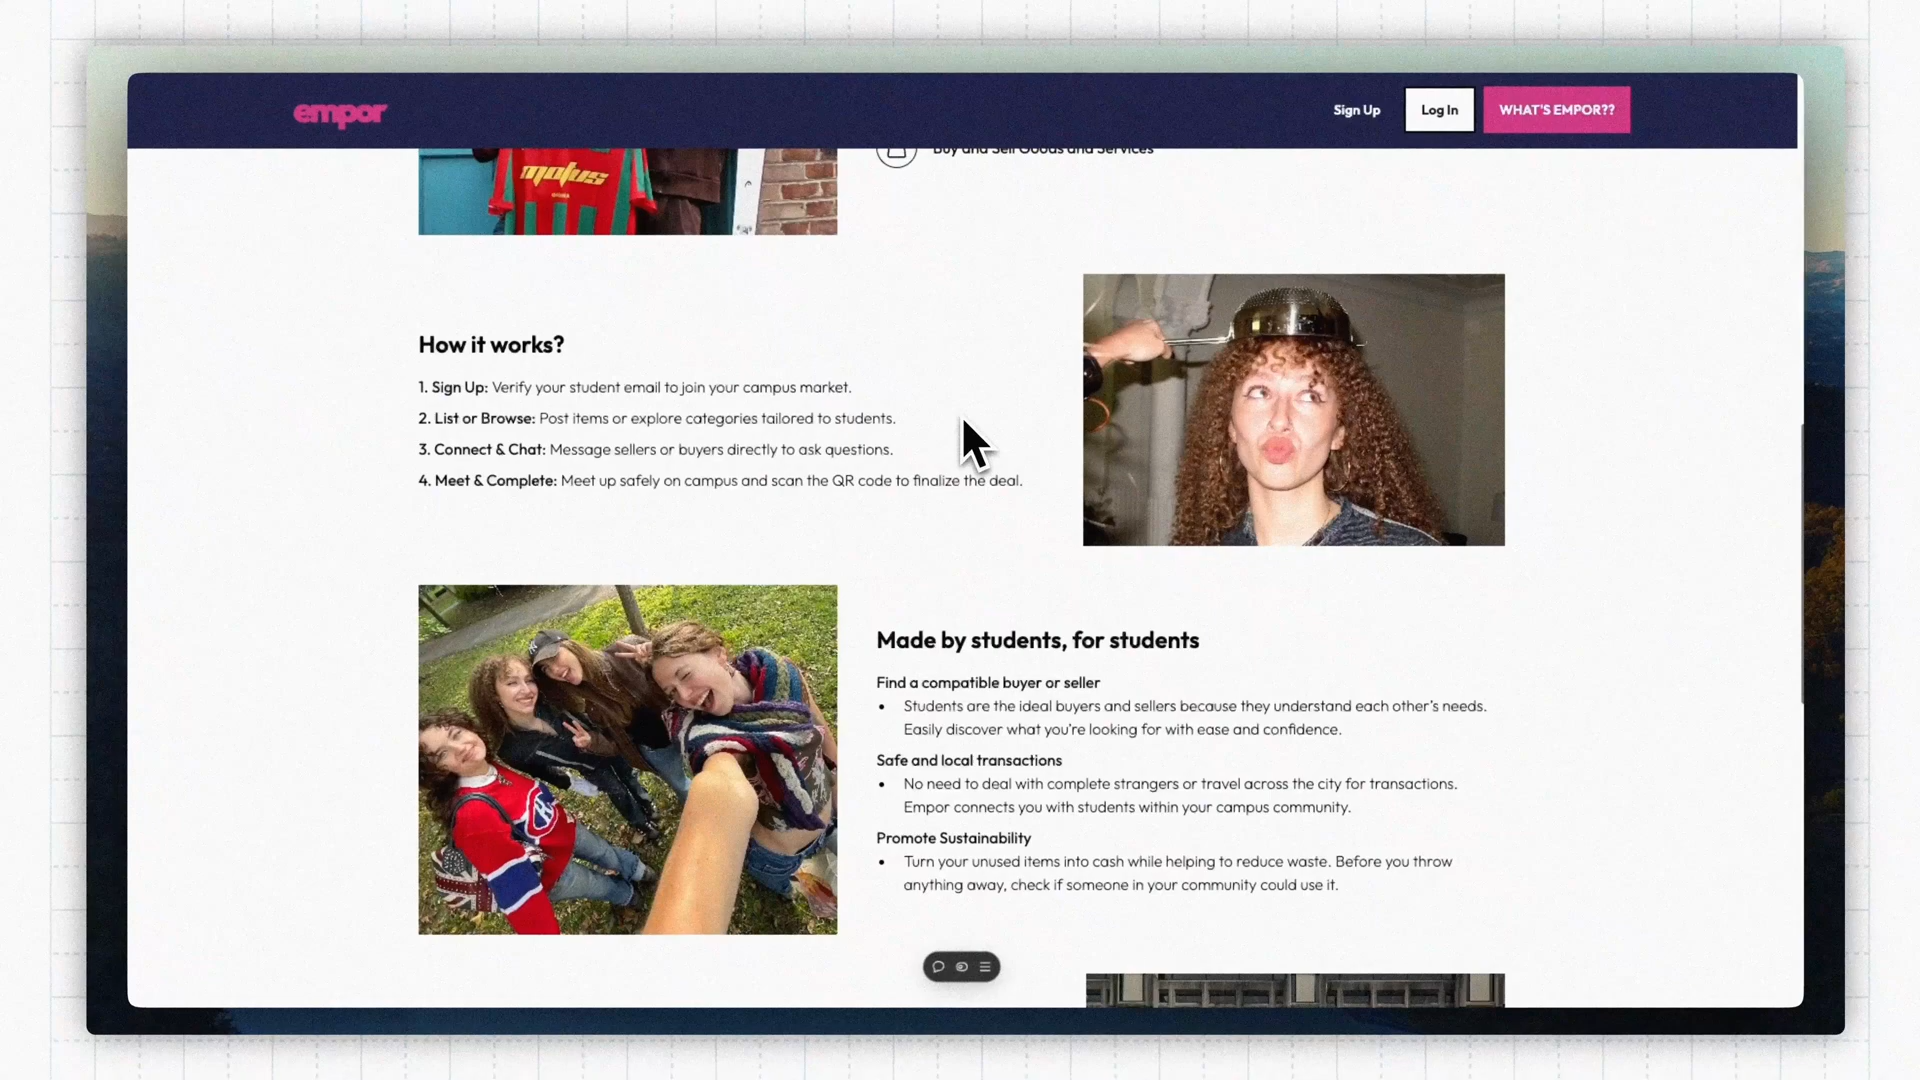 empor
Sign Up
Log In
WHAT'S EMPOR??
motus
Buy and Sell Goods and Services
How it works?
1. Sign Up: Verify your student email to join your campus market.
2. List or Browse: Post items or explore categories tailored to students.
3. Connect & Chat: Message sellers or buyers directly to ask questions.
4. Meet & Complete: Meet up safely on campus and scan the QR code to finalize the deal.
Made by students, for students
Find a compatible buyer or seller
• Students are the ideal buyers and sellers because they understand each other's needs.
Easily discover what you're looking for with ease and confidence.
Safe and local transactions
• No need to deal with complete strangers or travel across the city for transactions.
Empor connects you with students within your campus community.
Promote Sustainability
• Turn your unused items into cash while helping to reduce waste. Before you throw
anything away, check if someone in your community could use it.